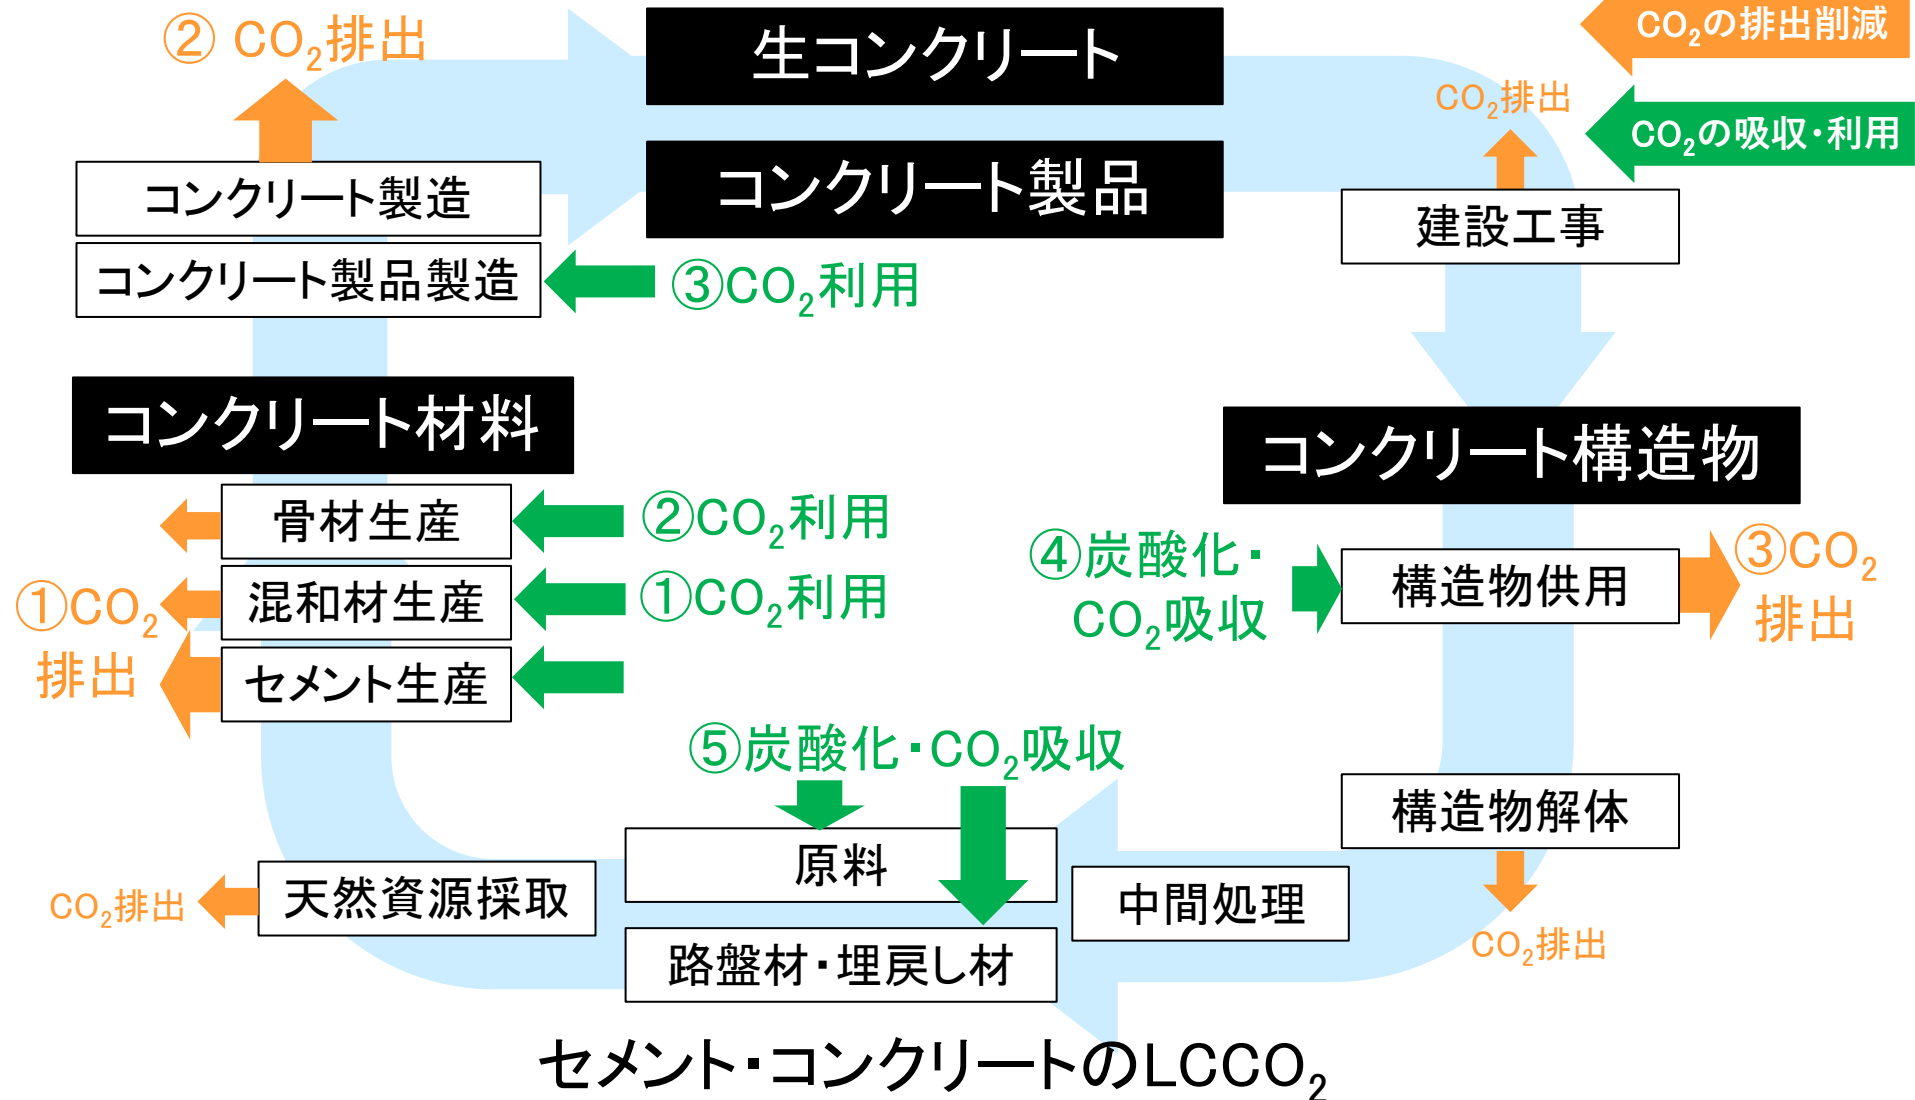 ② CO₂排出
生コンクリート
CO₂の排出削減
CO₂排出
CO₂の吸収・利用
コンクリート製造
コンクリート製品
建設工事
コンクリート製品製造
③CO₂利用
コンクリート材料
コンクリート構造物
骨材生産
②CO₂利用
①CO₂
排出
混和材生産
①CO₂利用
セメント生産
④炭酸化・
CO₂吸収
構造物供用
③CO₂
排出
⑤炭酸化・CO₂吸収
構造物解体
原料
CO₂排出
天然資源採取
中間処理
路盤材・埋戻し材
CO₂排出
セメント・コンクリートのLCCO₂